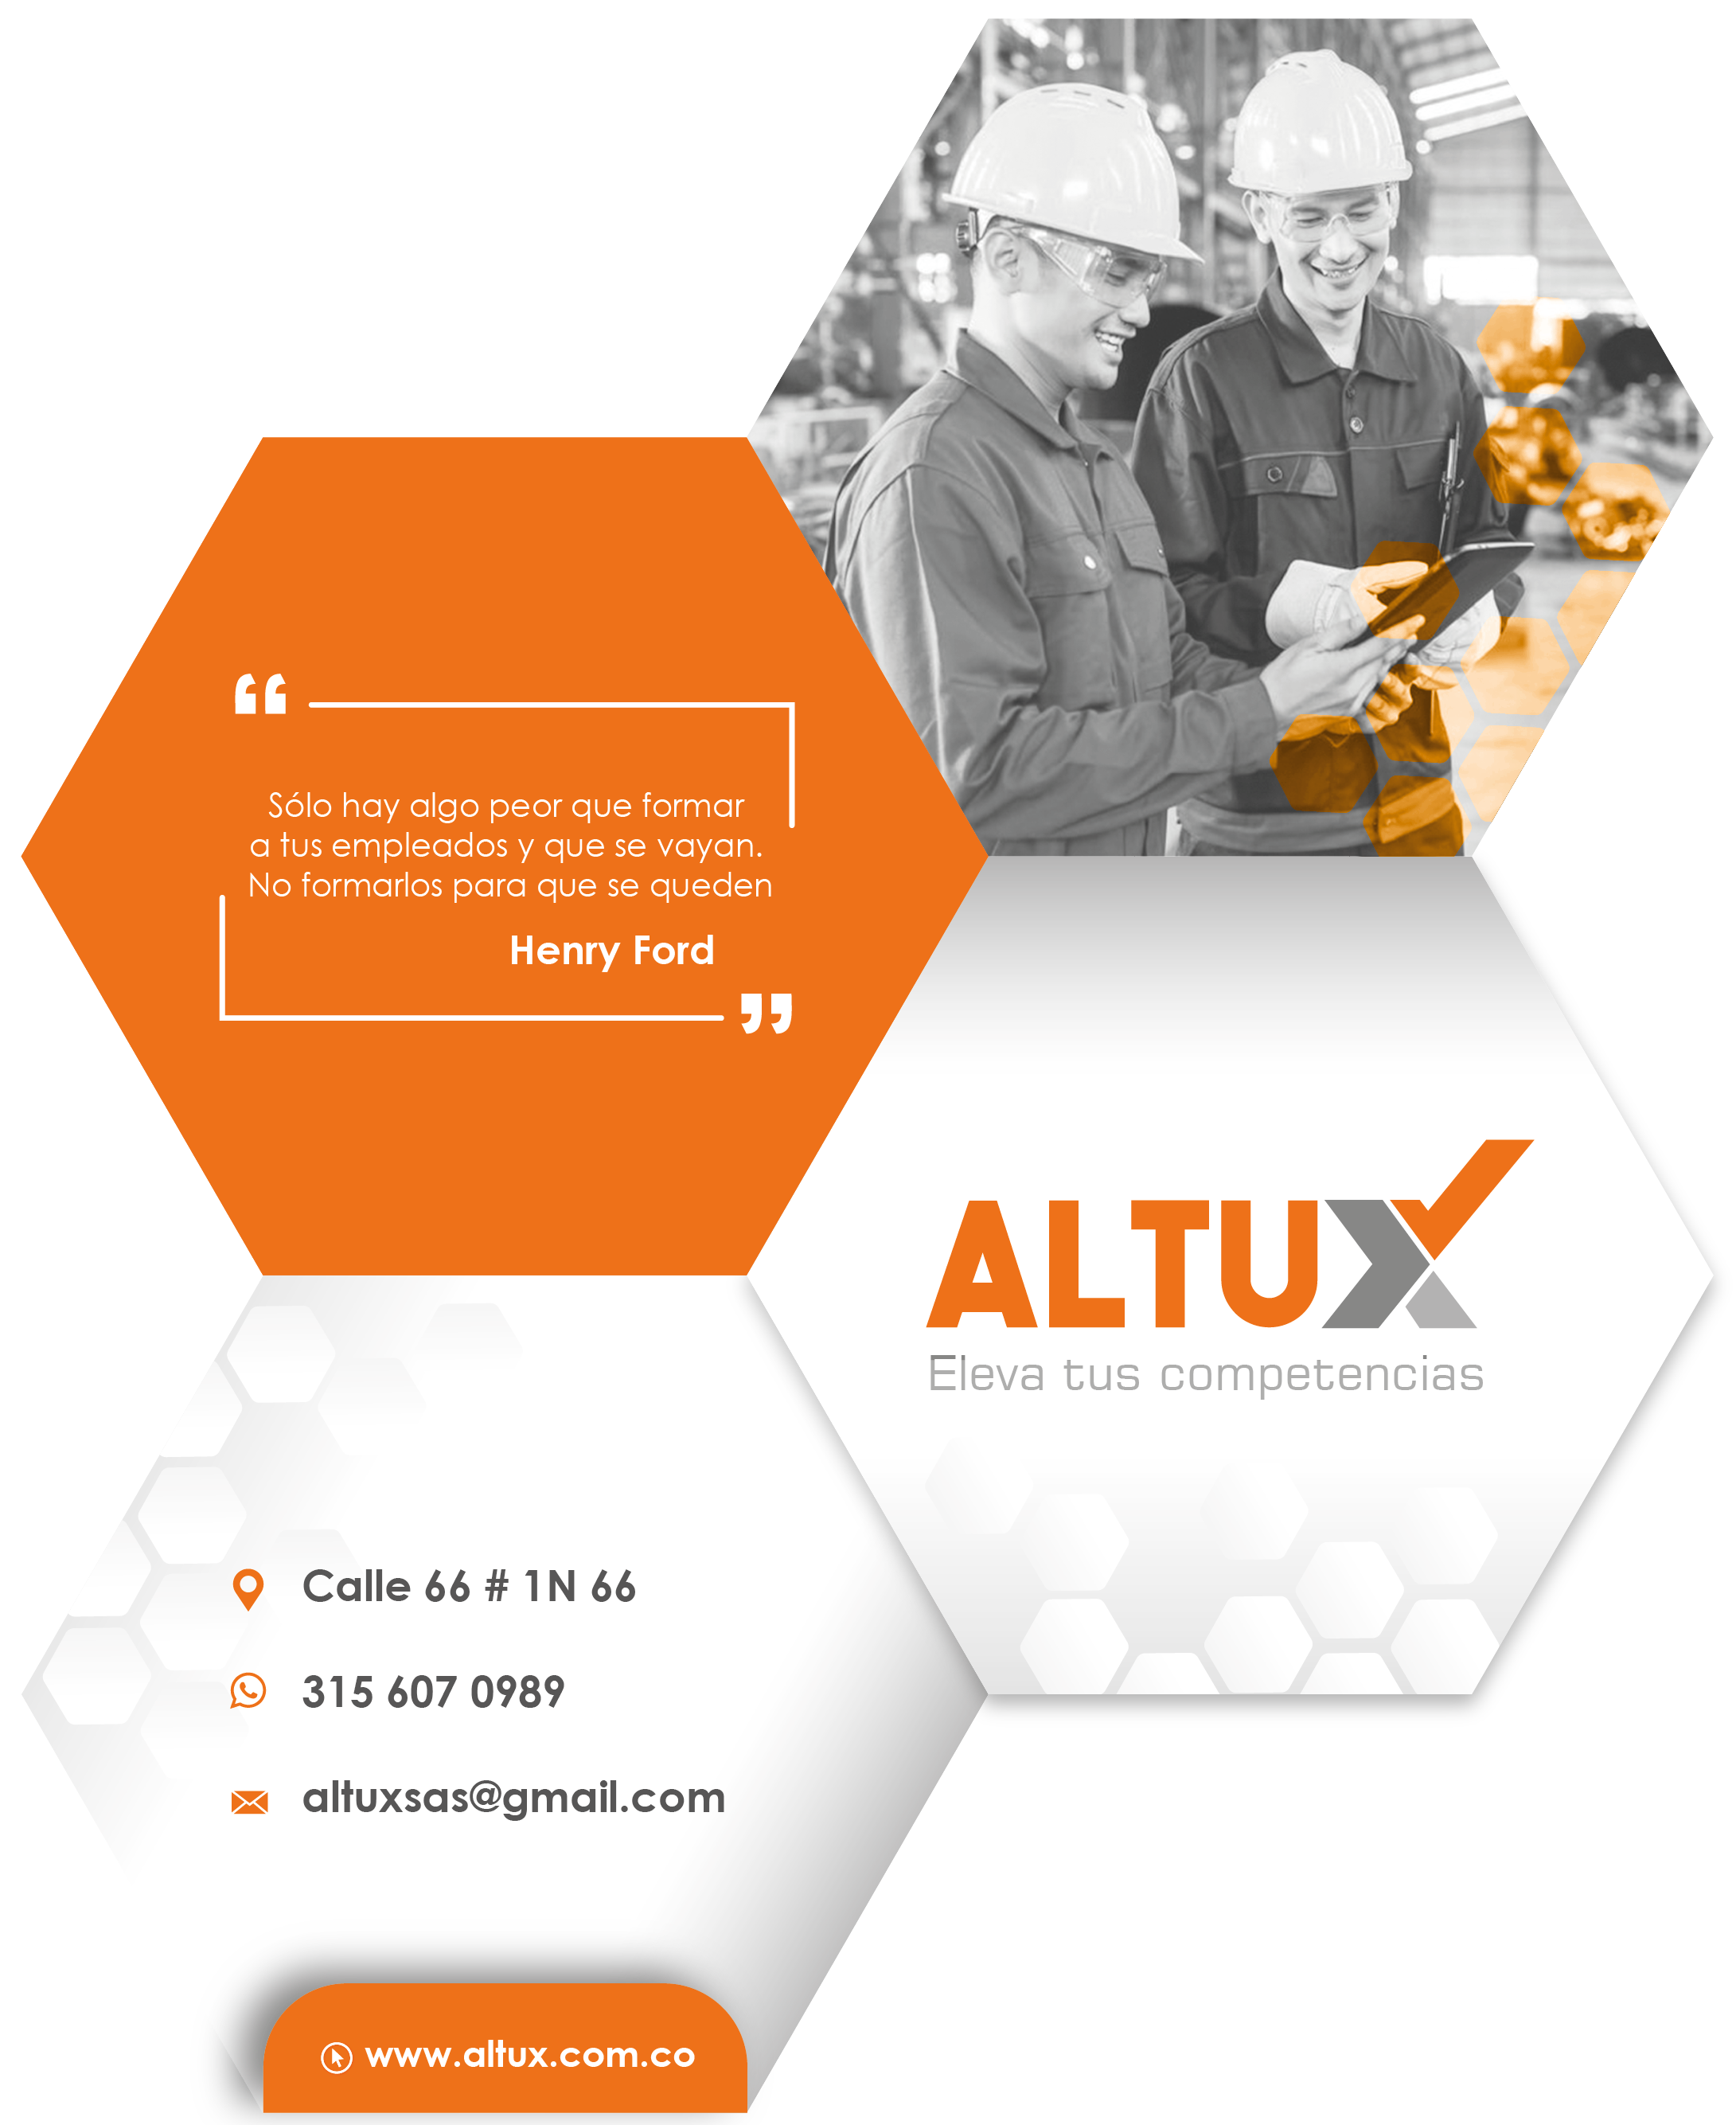 Sólo hay algo peor que formar
a tus empleados y que se vayan.
No formarlos para que se queden
Henry Ford
ALTUX
Eleva tus competencias
Calle 66 # 1N 66
315 607 0989
altuxsas@gmail.com
www.altux.com.co